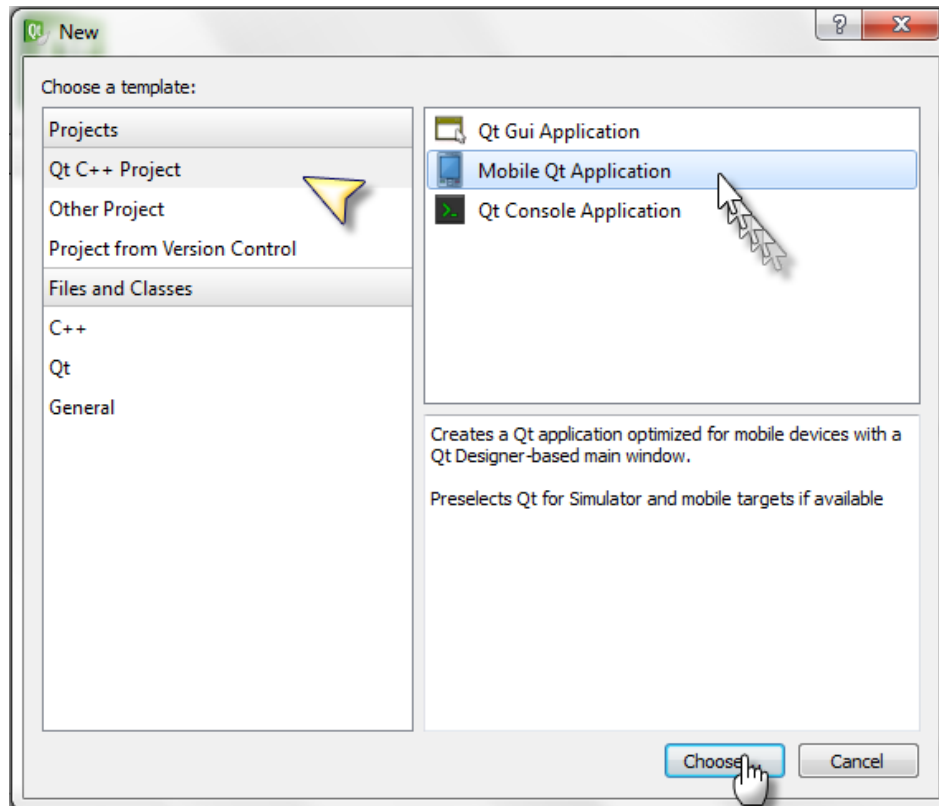 New
Choose a template:
Projects
Qt C++ Project
Other Project
Project from Version Control
Files and Classes
C++
Qt
General
Qt Gui Application
Mobile Qt Application
Qt Console Application
Creates a Qt application optimized for mobile devices with a
Qt Designer-based main window.
Preselects Qt for Simulator and mobile targets if available
Choose...
Cancel